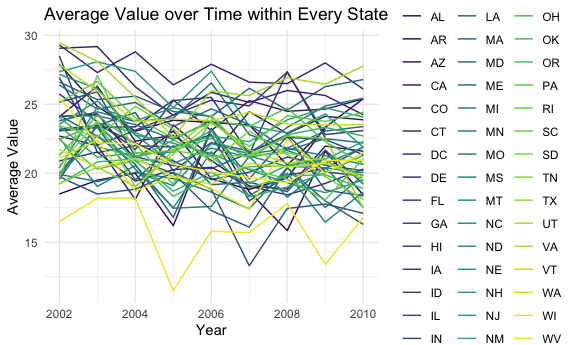 Average Value over Time within Every State
30
25
20
15
Average Value
2002
2004
2006
2008
2010
Year
AL
AR
AZ
CA
CO
CT
DC
DE
FL
GA
HI
IA
ID
IL
IN
LA
MA
MD
ME
MI
MN
MO
MS
MT
NC
ND
NE
NH
NJ
NM
OH
OK
OR
PA
RI
SC
SD
TN
TX
UT
VA
VT
WA
WI
WV